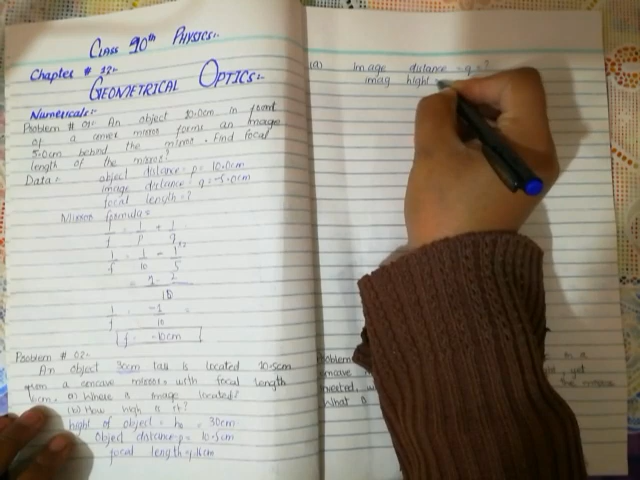 Class 10th Physics:-
Chapter # 12:-
GEOMETRICAL OPTICS:-
Numericals:-
Problem # 01:- An object 10.0cm in front
of a convex mirror forms an image
5.0cm behind the mirror. Find focal
length of the mirror?
Data = object distance = p = 10.0cm
image distance = q = -5.0cm
focal length = ?
Mirror formula =
1/f = 1/p + 1/q
1/f = 1/10 - 1/5
= 1-2
10
1/f = -1/10
f = -10cm
Problem # 02:-
An object 30cm tall is located 10.5cm
from a concave mirror with focal length
16cm. (a) Where is image located?
(b) How high is it?
hight of object = ho = 30cm
Object distance = p = 10.5cm
focal length = f = 16cm
(a) Image distance = q = ?
imag hight =
Problem
What is